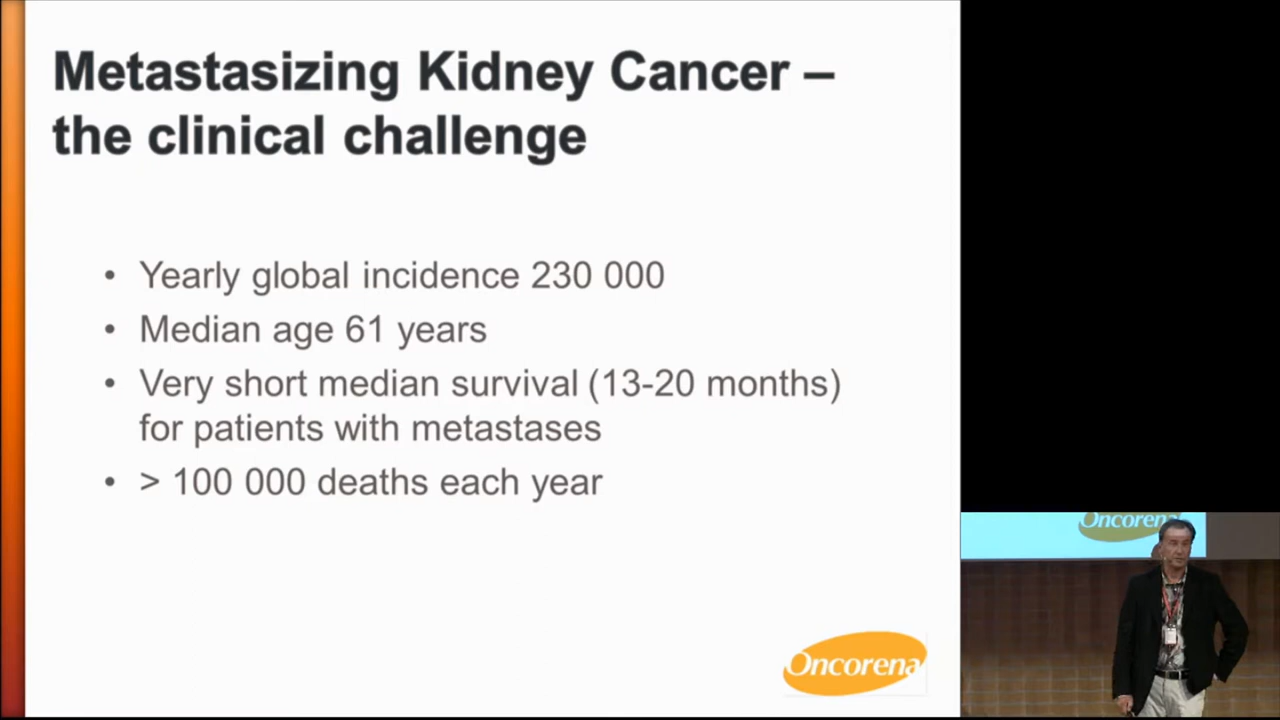 Metastasizing Kidney Cancer –
the clinical challenge
• Yearly global incidence 230 000
• Median age 61 years
• Very short median survival (13-20 months)
for patients with metastases
• > 100 000 deaths each year
Oncorena
Oncorena